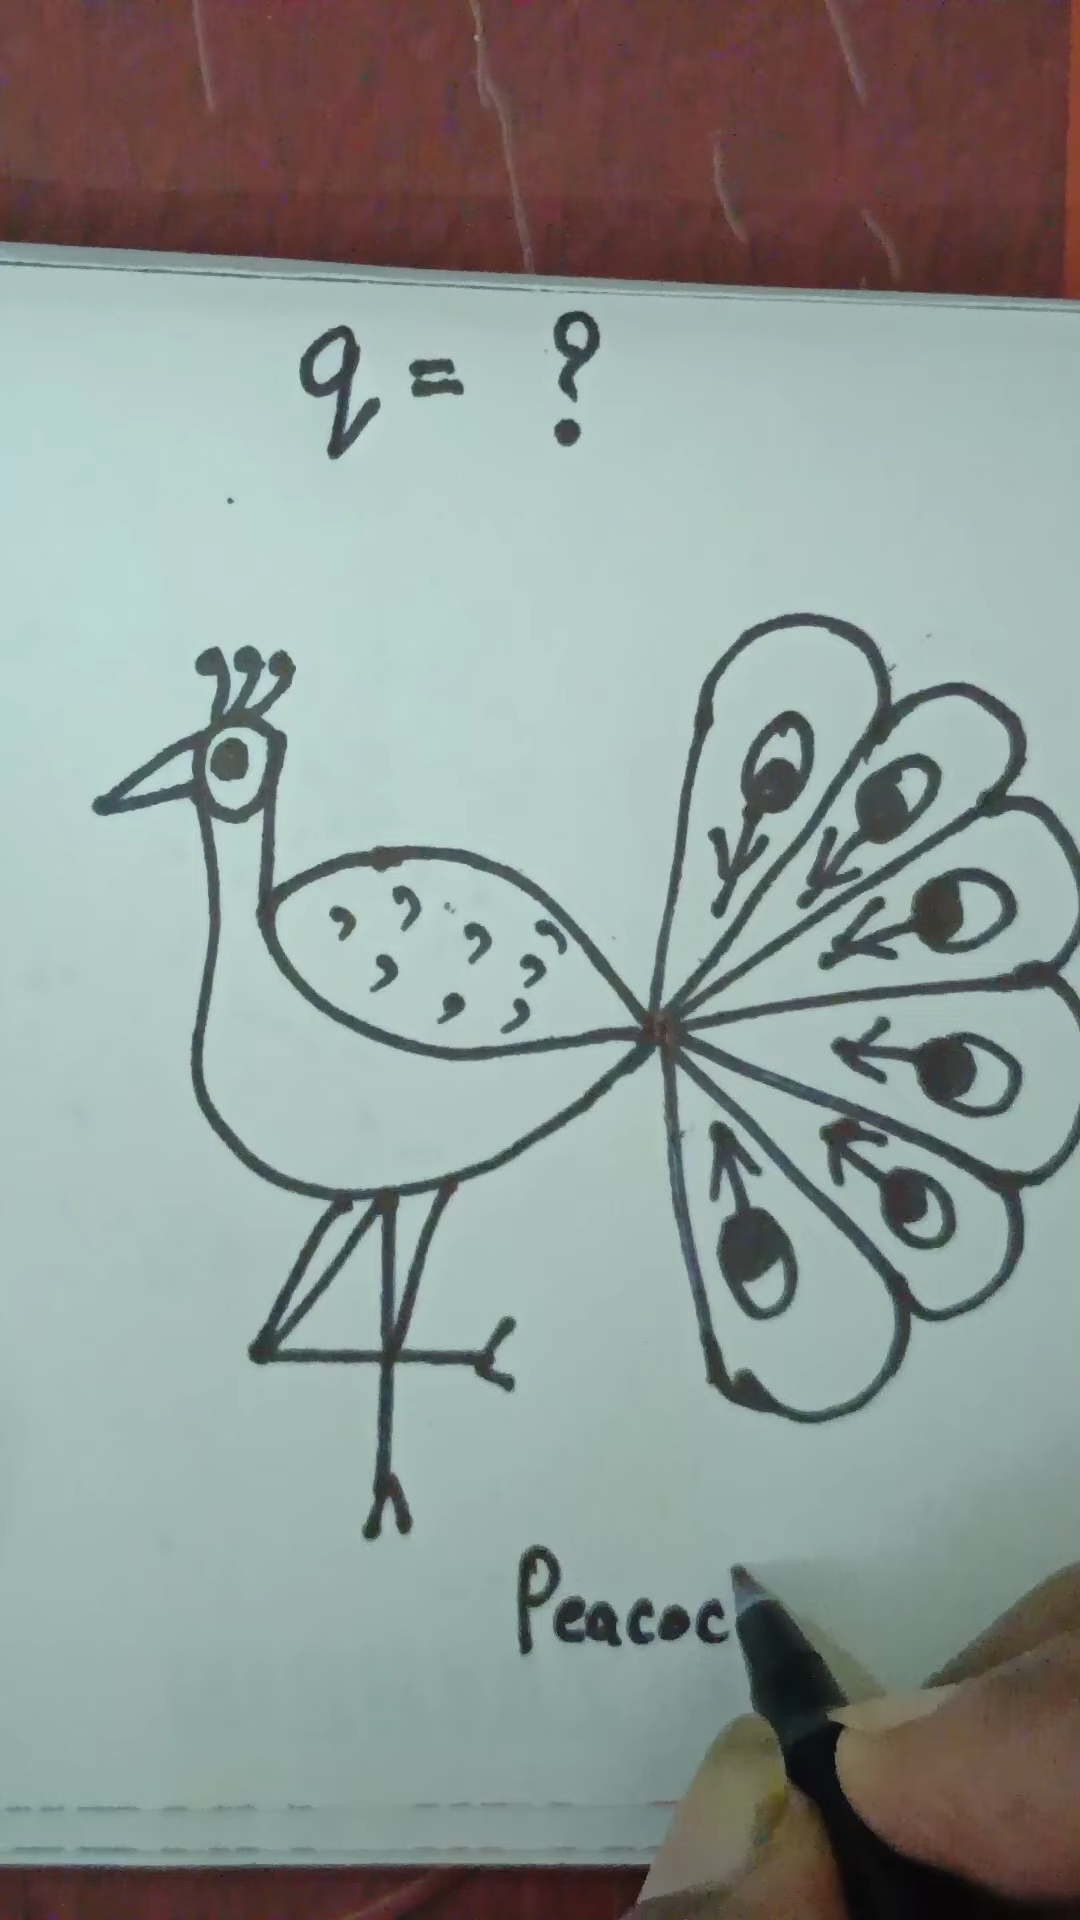 q = ?
Peacoc